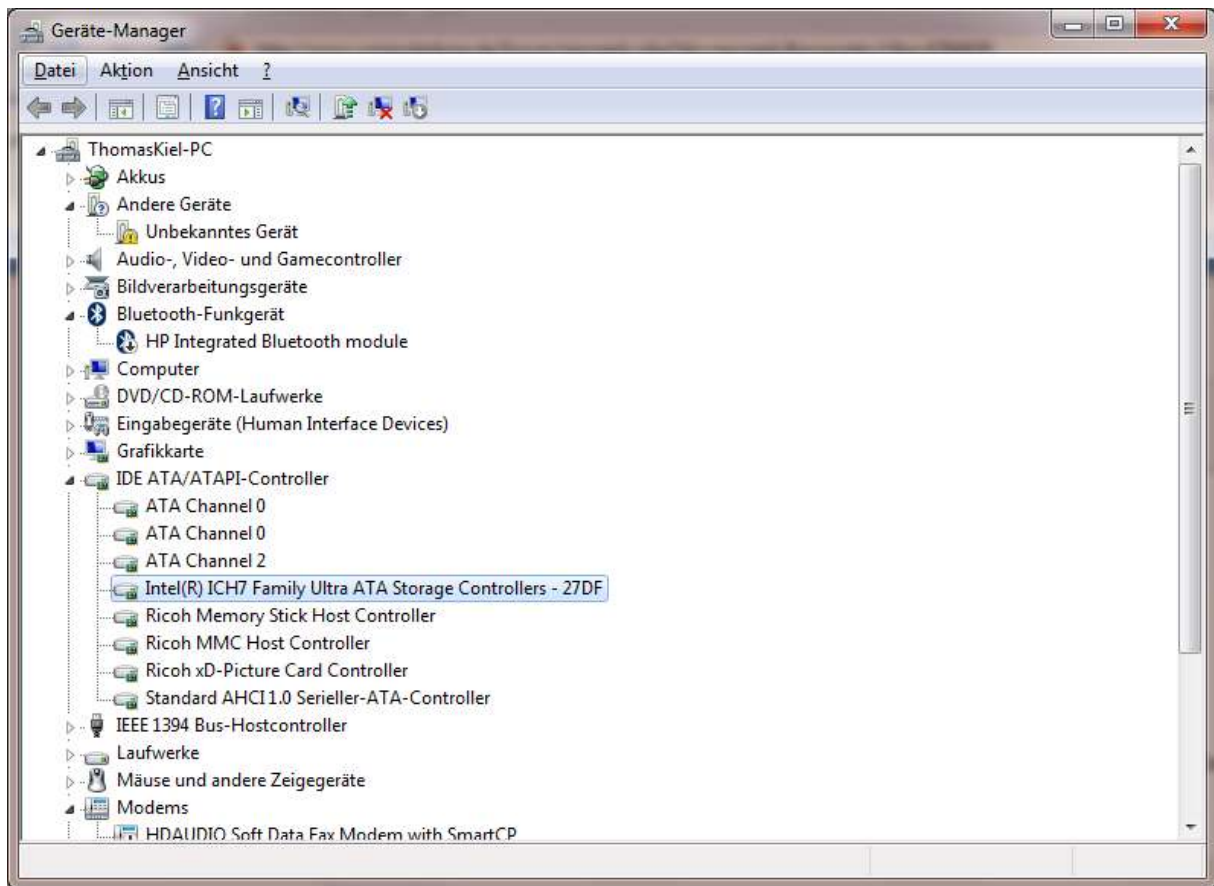 Geräte-Manager
Datei Aktion Ansicht ?
ThomasKiel-PC
Akkus
Andere Geräte
Unbekanntes Gerät
Audio-, Video- und Gamecontroller
Bildverarbeitungsgeräte
Bluetooth-Funkgerät
HP Integrated Bluetooth module
Computer
DVD/CD-ROM-Laufwerke
Eingabegeräte (Human Interface Devices)
Grafikkarte
IDE ATA/ATAPI-Controller
ATA Channel 0
ATA Channel 0
ATA Channel 2
Intel(R) ICH7 Family Ultra ATA Storage Controllers - 27DF
Ricoh Memory Stick Host Controller
Ricoh MMC Host Controller
Ricoh xD-Picture Card Controller
Standard AHCI 1.0 Serieller-ATA-Controller
IEEE 1394 Bus-Hostcontroller
Laufwerke
Mäuse und andere Zeigegeräte
Modems
HDAUDIO Soft Data Fax Modem with SmartCP